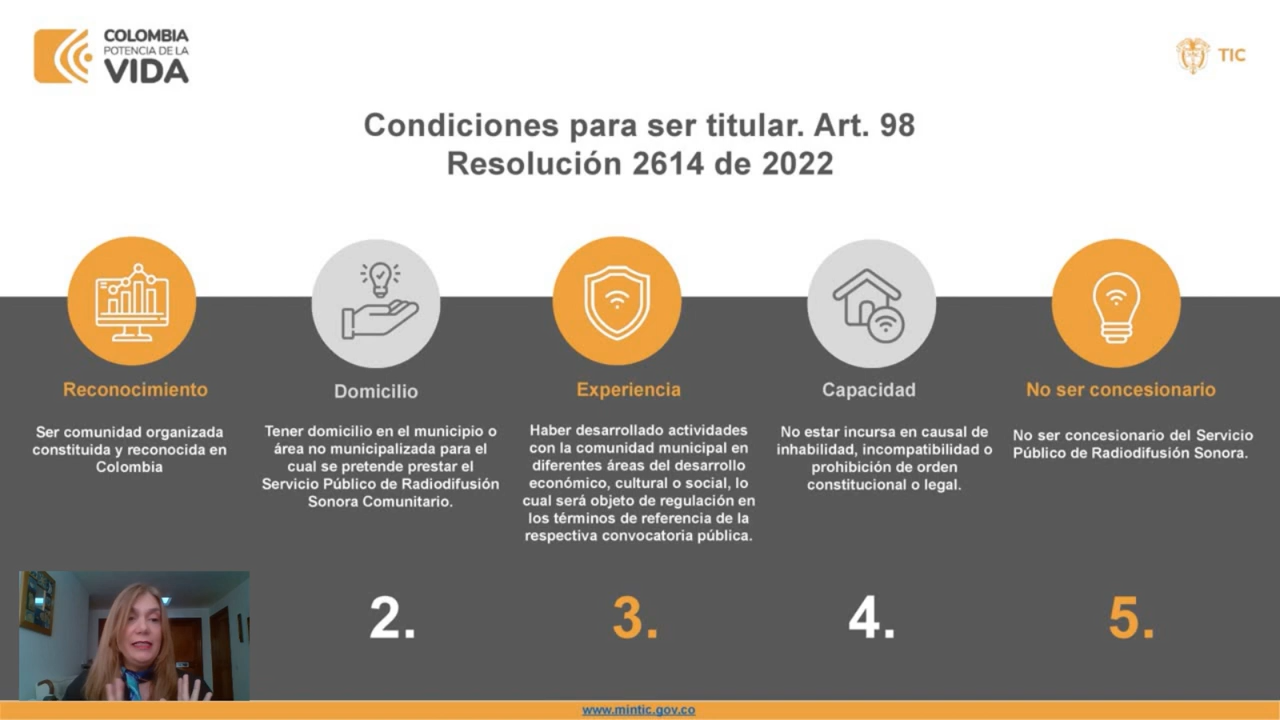 COLOMBIA
POTENCIA DE LA
VIDA
TIC
Condiciones para ser titular. Art. 98
Resolución 2614 de 2022
Reconocimiento
Ser comunidad organizada
constituida y reconocida en
Colombia
Domicilio
Tener domicilio en el municipio o
área no municipalizada para el
cual se pretende prestar el
Servicio Público de Radiodifusión
Sonora Comunitario.
2.
Experiencia
Haber desarrollado actividades
con la comunidad municipal en
diferentes áreas del desarrollo
económico, cultural o social, lo
cual será objeto de regulación en
los términos de referencia de la
respectiva convocatoria pública.
3.
Capacidad
No estar incursa en causal de
inhabilidad, incompatibilidad o
prohibición de orden
constitucional o legal.
4.
No ser concesionario
No ser concesionario del Servicio
Público de Radiodifusión Sonora.
5.
www.mintic.gov.co